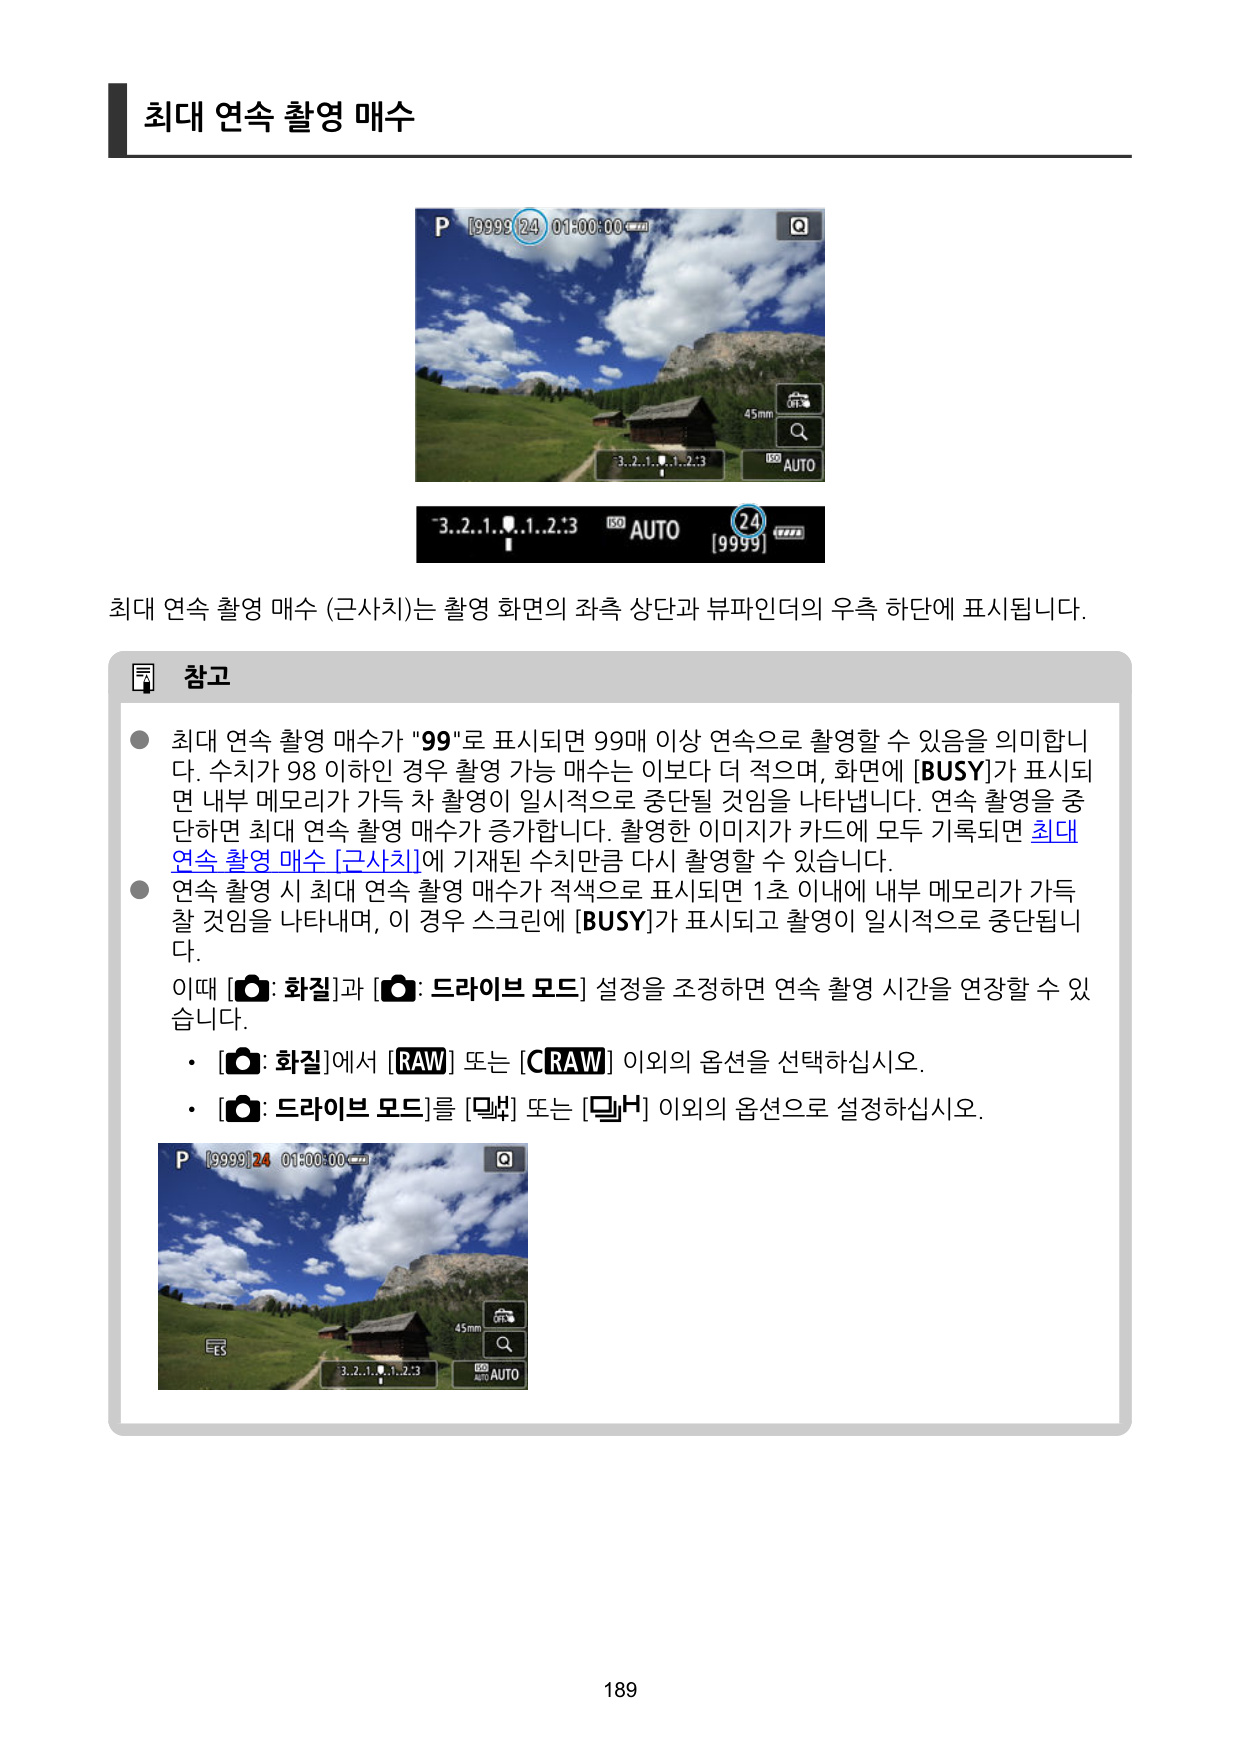 최대 연속 촬영 매수
P [9999]24 01:00:00 Q
OFF
45mm
-3..2..1..0..1..2.:+3 ISO AUTO
-3..2..1..0..1..2.:+3 ISO AUTO 24
[9999]
최대 연속 촬영 매수 (근사치)는 촬영 화면의 좌측 상단과 뷰파인더의 우측 하단에 표시됩니다.
참고
● 최대 연속 촬영 매수가 "99"로 표시되면 99매 이상 연속으로 촬영할 수 있음을 의미합니
다. 수치가 98 이하인 경우 촬영 가능 매수는 이보다 더 적으며, 화면에 [BUSY]가 표시되
면 내부 메모리가 가득 차 촬영이 일시적으로 중단될 것임을 나타냅니다. 연속 촬영을 중
단하면 최대 연속 촬영 매수가 증가합니다. 촬영한 이미지가 카드에 모두 기록되면 최대
연속 촬영 매수 [근사치]에 기재된 수치만큼 다시 촬영할 수 있습니다.
● 연속 촬영 시 최대 연속 촬영 매수가 적색으로 표시되면 1초 이내에 내부 메모리가 가득
찰 것임을 나타내며, 이 경우 스크린에 [BUSY]가 표시되고 촬영이 일시적으로 중단됩니
다.
이때 [: 화질]과 [: 드라이브 모드] 설정을 조정하면 연속 촬영 시간을 연장할 수 있
습니다.
• [: 화질]에서 [RAW] 또는 [CRAW] 이외의 옵션을 선택하십시오.
• [: 드라이브 모드]를 [H+] 또는 [H] 이외의 옵션으로 설정하십시오.
P [9999]24 01:00:00 Q
OFF
45mm
ES
-3..2..1..0..1..2.:+3 ISO AUTO AUTO
189